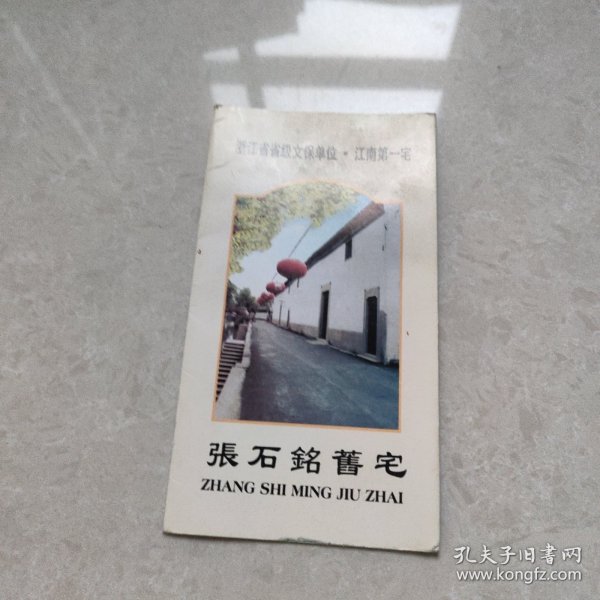 浙江省省级文保单位·江南第一宅
張石銘舊宅
ZHANG SHI MING JIU ZHAI
孔夫子旧书网
www.kongfz.com